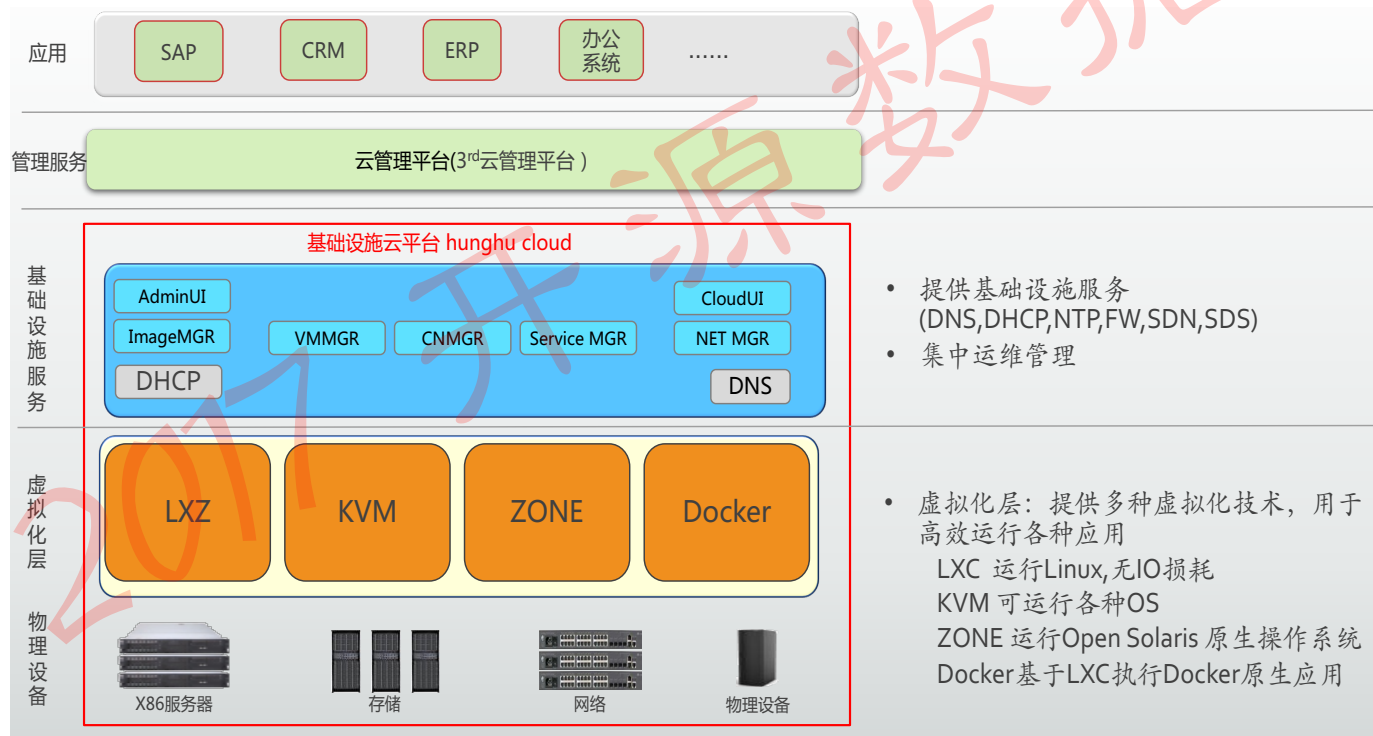 应用
SAP
CRM
ERP
办公
系统
……
管理服务
云管理平台(3rd云管理平台 )
基础设施云平台 hunghu cloud
基础设施服务
AdminUI
CloudUI
ImageMGR
VMMGR
CNMGR
Service MGR
NET MGR
DHCP
DNS
• 提供基础设施服务
(DNS,DHCP,NTP,FW,SDN,SDS)
• 集中运维管理
虚拟化层
LXZ
KVM
ZONE
Docker
• 虚拟化层：提供多种虚拟化技术，用于
高效运行各种应用
LXC 运行Linux,无IO损耗
KVM 可运行各种OS
ZONE 运行Open Solaris 原生操作系统
Docker基于LXC执行Docker原生应用
物理设备
X86服务器
存储
网络
物理设备
2017开源数据